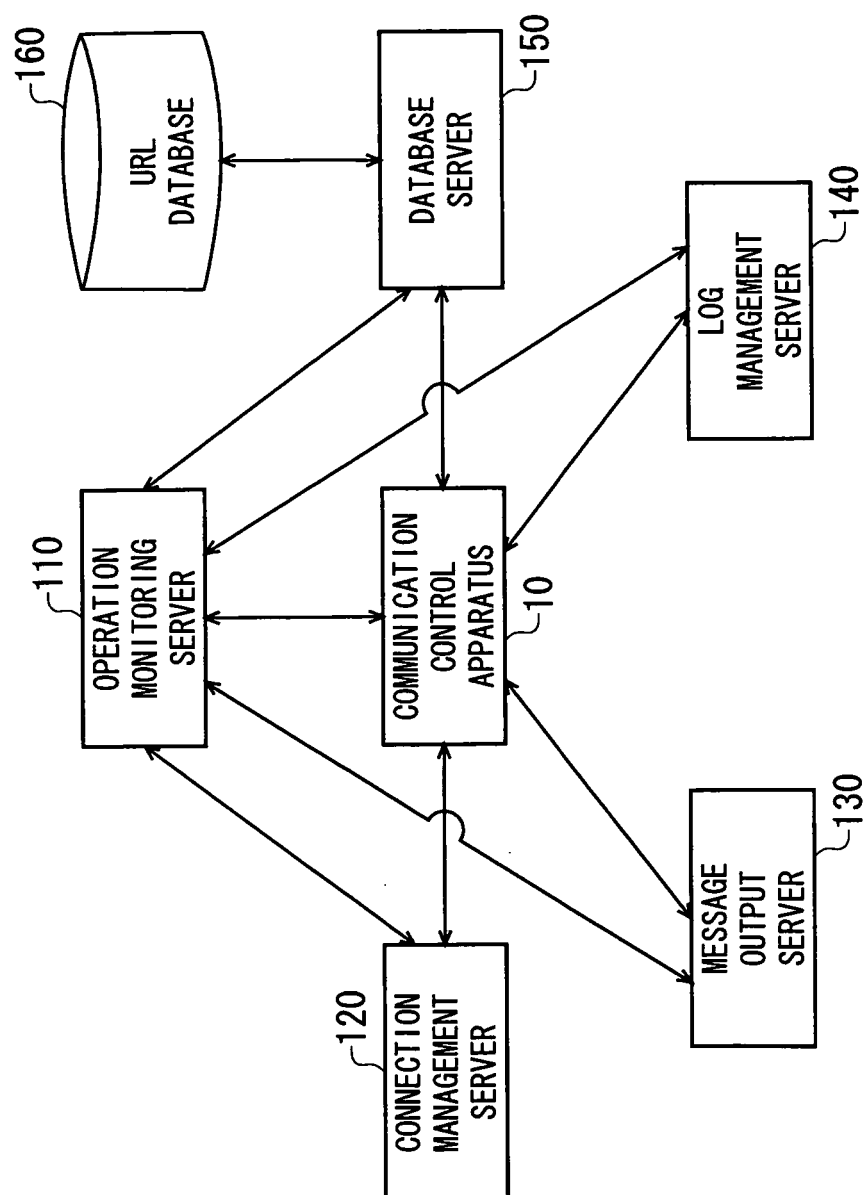 160
URL
DATABASE
110
OPERATION
MONITORING
SERVER
120
CONNECTION
MANAGEMENT
SERVER
COMMUNICATION
CONTROL
APPARATUS
10
DATABASE
SERVER
150
MESSAGE
OUTPUT
SERVER
130
LOG
MANAGEMENT
SERVER
140